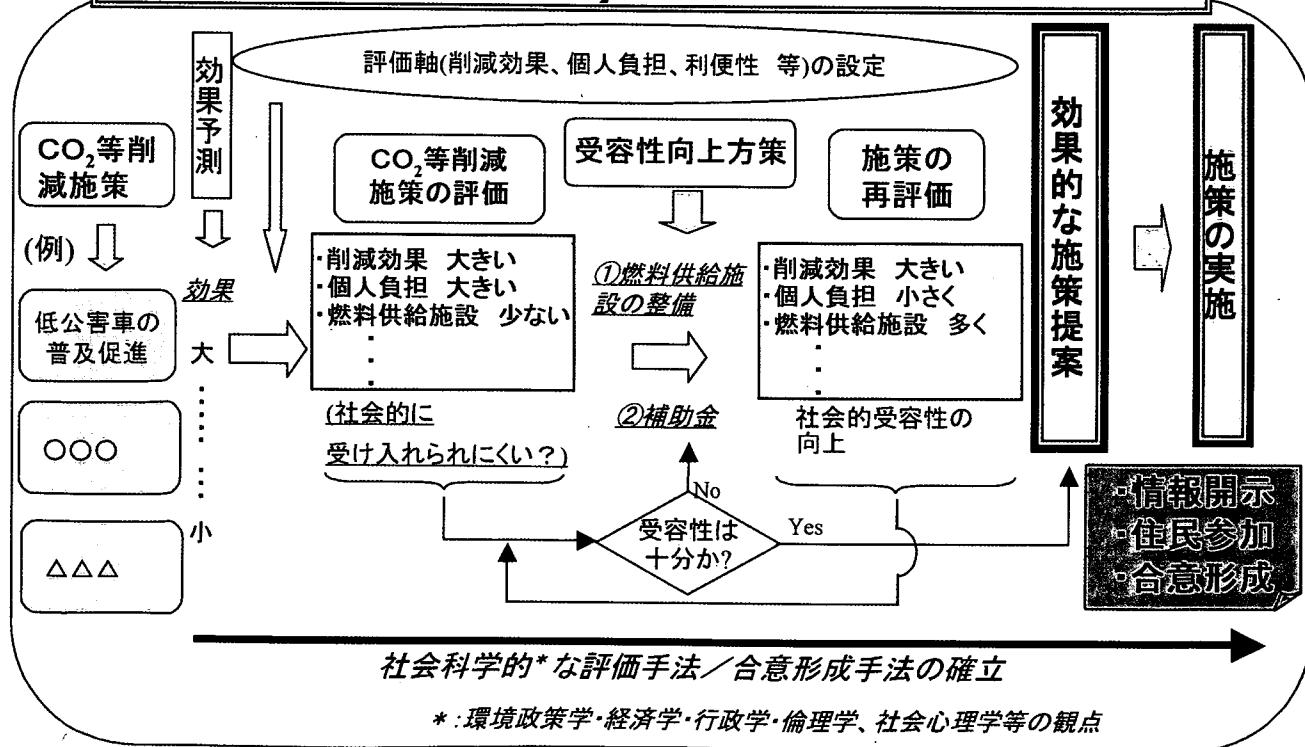 評価軸(削減効果、個人負担、利便性 等)の設定
効果予測
CO₂等削
減施策
(例)
低公害車の
普及促進
○○○
△△△
効果
大
小
CO₂等削減
施策の評価
・削減効果 大きい
・個人負担 大きい
・燃料供給施設 少ない
・
・
(社会的に
受け入れられにくい?)
受容性向上方策
①燃料供給施
設の整備
②補助金
No
受容性は
十分か?
Yes
施策の
再評価
・削減効果 大きい
・個人負担 小さく
・燃料供給施設 多く
・
・
社会的受容性の
向上
効果的な施策提案
施策の実施
・情報開示
・住民参加
・合意形成
社会科学的*な評価手法/合意形成手法の確立
*:環境政策学・経済学・行政学・倫理学、社会心理学等の観点